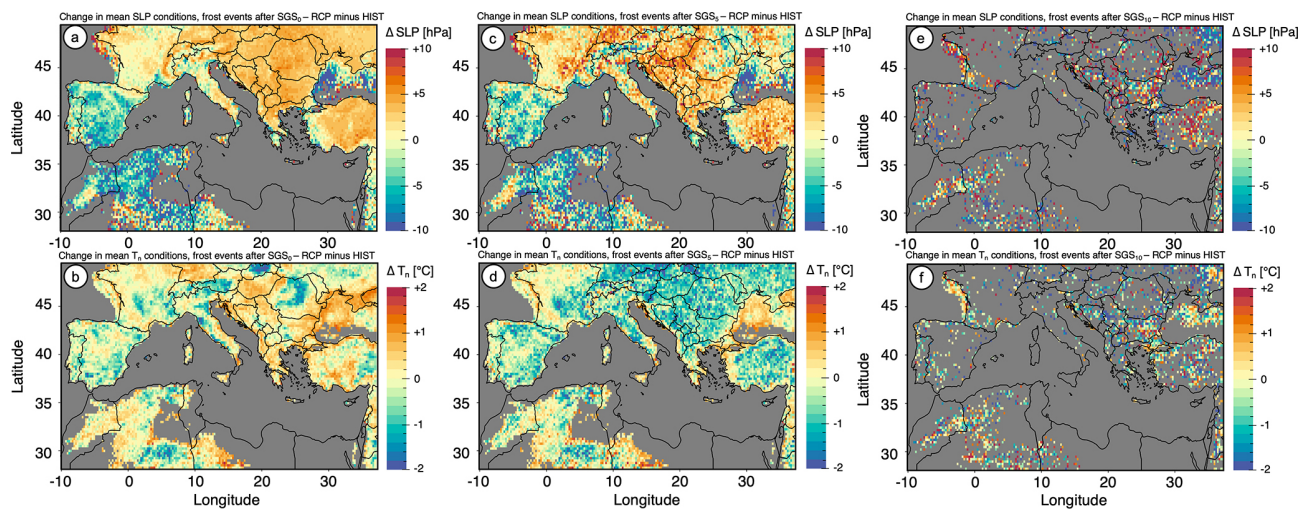 Change in mean SLP conditions, frost events after SGS₀ – RCP minus HIST
a
Δ SLP [hPa]
+10
+5
0
-5
-10
Latitude
45
40
35
30
-10 0 10 20 30
Change in mean Tₙ conditions, frost events after SGS₀ – RCP minus HIST
b
Δ Tₙ [°C]
+2
+1
0
-1
-2
Latitude
45
40
35
30
-10 0 10 20 30
Longitude
Change in mean SLP conditions, frost events after SGS₅ – RCP minus HIST
c
Δ SLP [hPa]
+10
+5
0
-5
-10
45
40
35
30
-10 0 10 20 30
Change in mean Tₙ conditions, frost events after SGS₅ – RCP minus HIST
d
Δ Tₙ [°C]
+2
+1
0
-1
-2
45
40
35
30
-10 0 10 20 30
Longitude
Change in mean SLP conditions, frost events after SGS₁₀ – RCP minus HIST
e
Δ SLP [hPa]
+10
+5
0
-5
-10
Latitude
45
40
35
30
-10 0 10 20 30
Change in mean Tₙ conditions, frost events after SGS₁₀ – RCP minus HIST
f
Δ Tₙ [°C]
+2
+1
0
-1
-2
Latitude
45
40
35
30
-10 0 10 20 30
Longitude